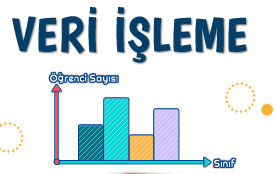 VERİ İŞLEME
Öğrenci Sayısı
Sınıf